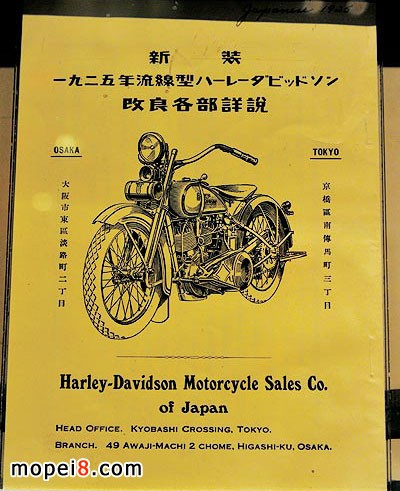 Japanese 1925
新 装
一九二五年流線型ハーレーダビッドソン
改良各部詳説
OSAKA
TOKYO
大阪市東區淡路町二丁目
京橋區南傳馬町三丁目
Harley-Davidson Motorcycle Sales Co.
of Japan
HEAD OFFICE. KYOBASHI CROSSING, TOKYO.
BRANCH. 49 AWAJI-MACHI 2 CHOME, HIGASHI-KU, OSAKA.
mopei8.com